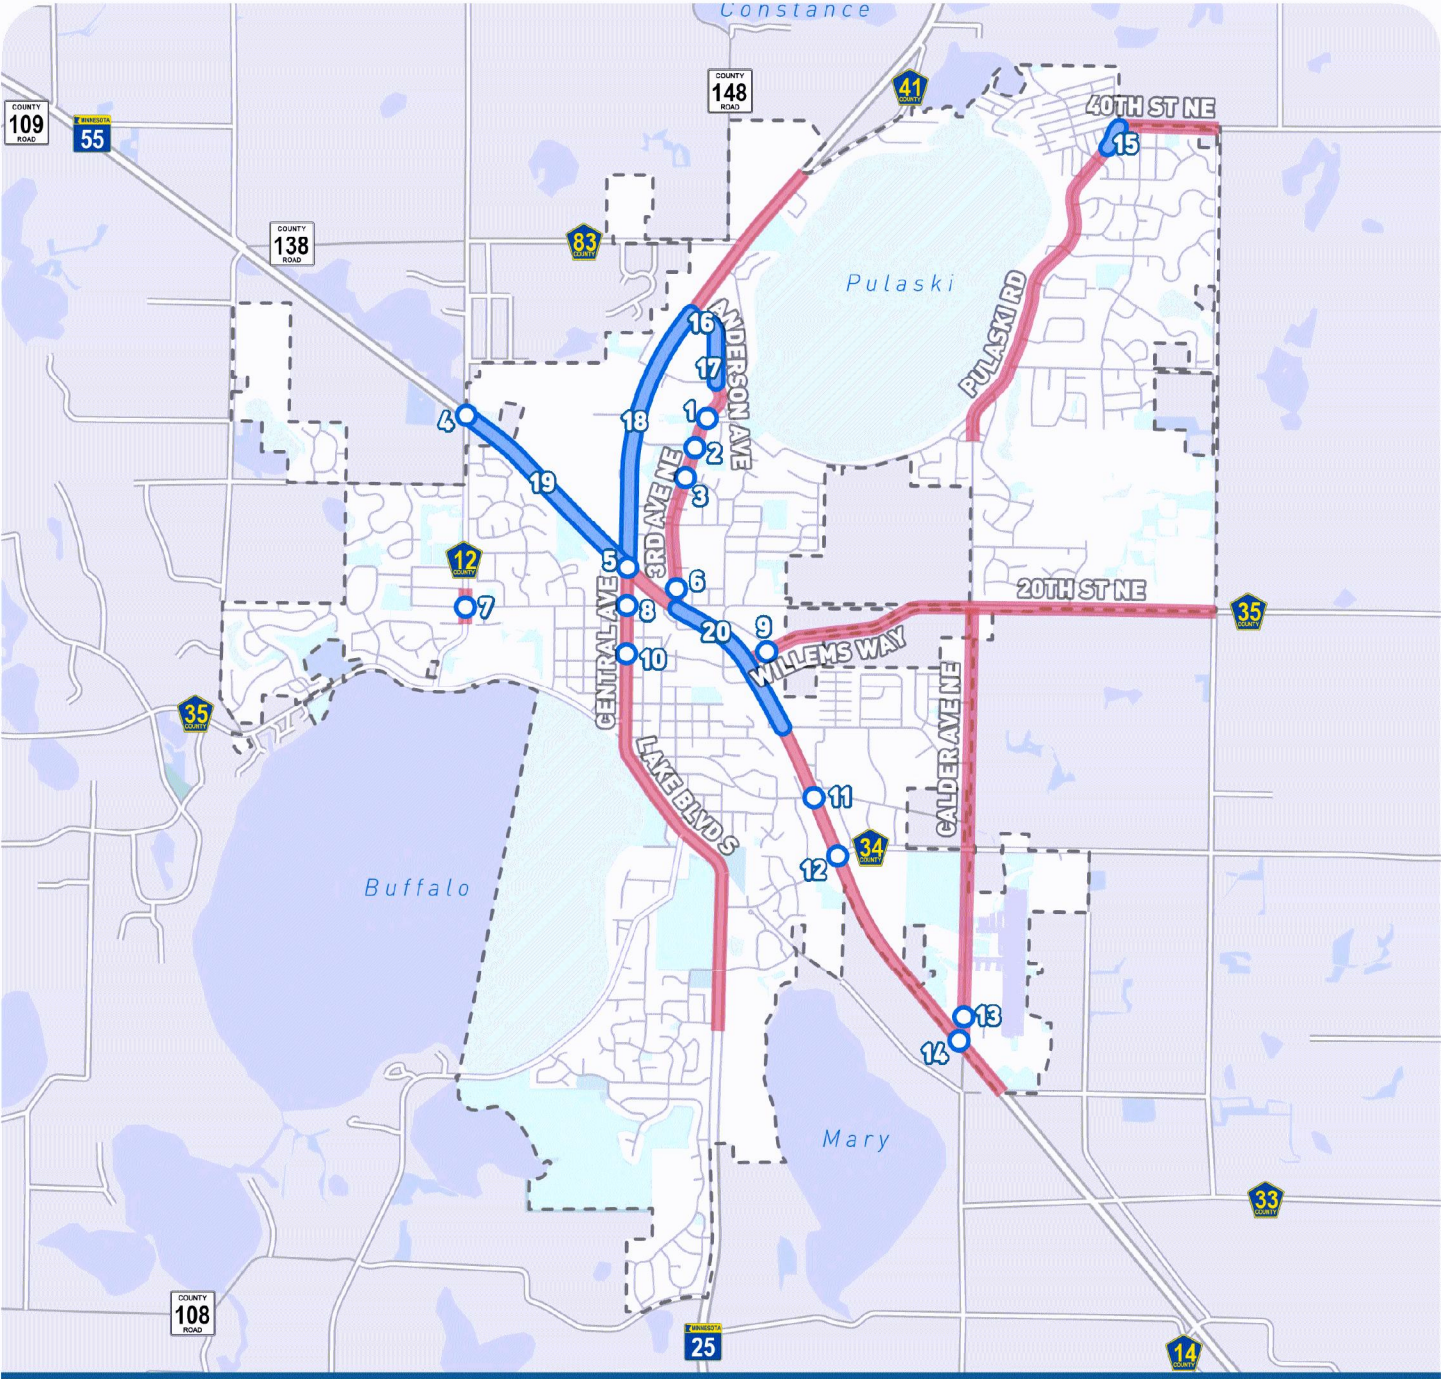 Constance
COUNTY
148
ROAD
41
COUNTY
COUNTY
109
ROAD
MINNESOTA
55
40TH ST NE
15
COUNTY
138
ROAD
83
COUNTY
Pulaski
PULASKI RD
16
ANDERSON AVE
17
18
1
4
2
3RD AVE NE
19
3
12
COUNTY
5
6
7
8
20TH ST NE
35
COUNTY
20
9
WILLEMS WAY
10
CENTRAL AVE
35
COUNTY
CALDER AVE NE
LAKE BLVD S
11
34
COUNTY
12
Buffalo
13
14
Mary
33
COUNTY
COUNTY
108
ROAD
MINNESOTA
25
14
COUNTY